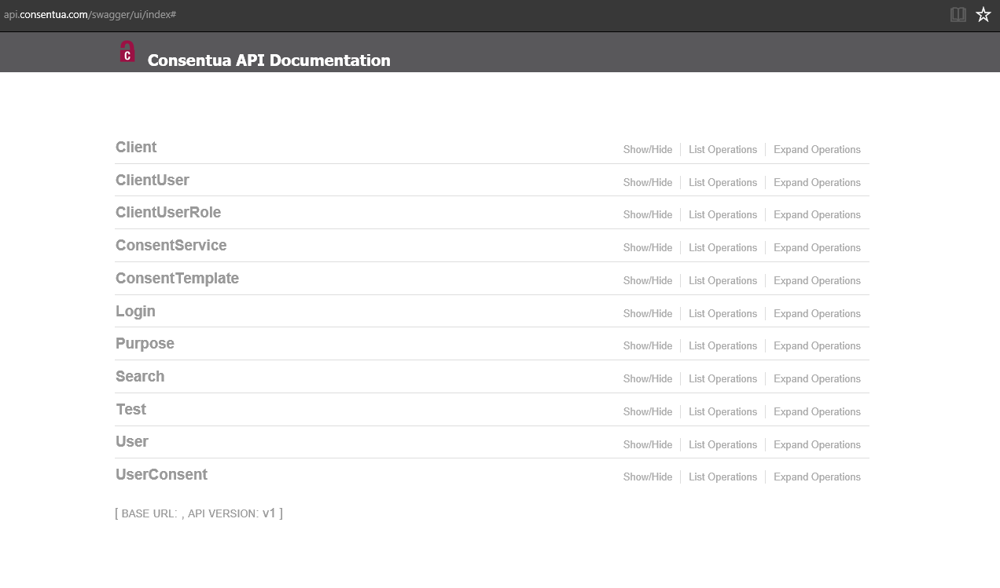 api.consentua.com/swagger/ui/index#
C
Consentua API Documentation
Client Show/Hide List Operations Expand Operations
ClientUser Show/Hide List Operations Expand Operations
ClientUserRole Show/Hide List Operations Expand Operations
ConsentService Show/Hide List Operations Expand Operations
ConsentTemplate Show/Hide List Operations Expand Operations
Login Show/Hide List Operations Expand Operations
Purpose Show/Hide List Operations Expand Operations
Search Show/Hide List Operations Expand Operations
Test Show/Hide List Operations Expand Operations
User Show/Hide List Operations Expand Operations
UserConsent Show/Hide List Operations Expand Operations
[ BASE URL: , API VERSION: v1 ]